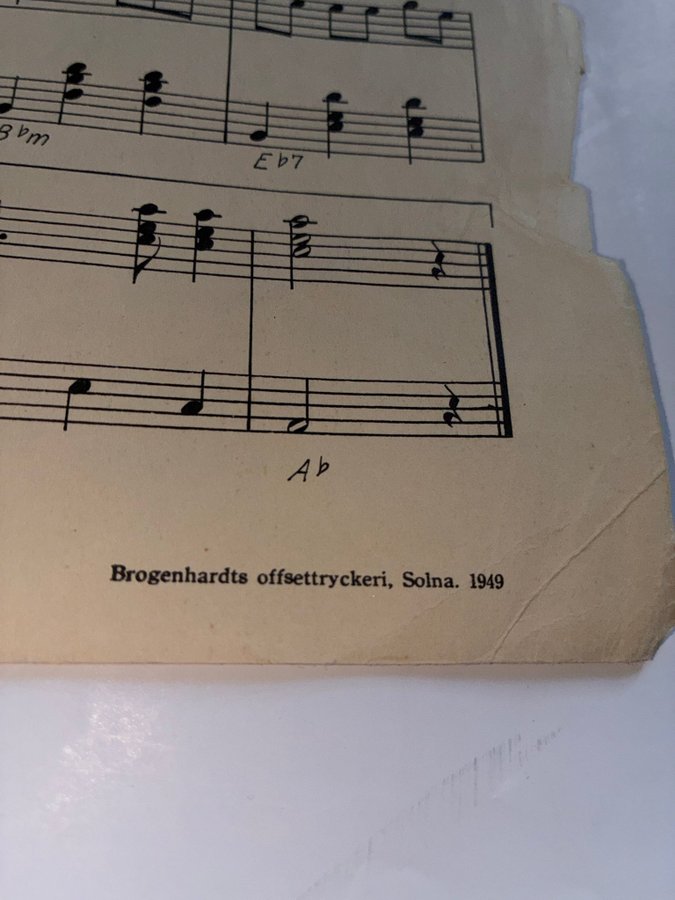 B♭m
E♭7
A♭
Brogenhardts offsettryckeri, Solna. 1949